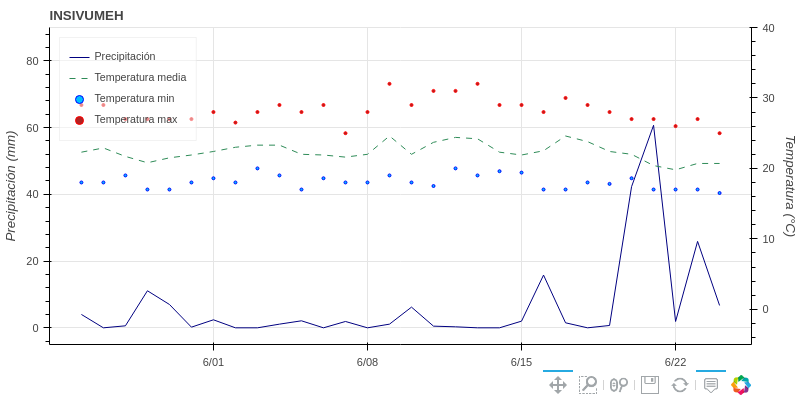 INSIVUMEH
Precipitación
Temperatura media
Temperatura min
Temperatura max
Precipitación (mm)
80
60
40
20
0
Temperatura (°C)
40
30
20
10
0
6/01
6/08
6/15
6/22